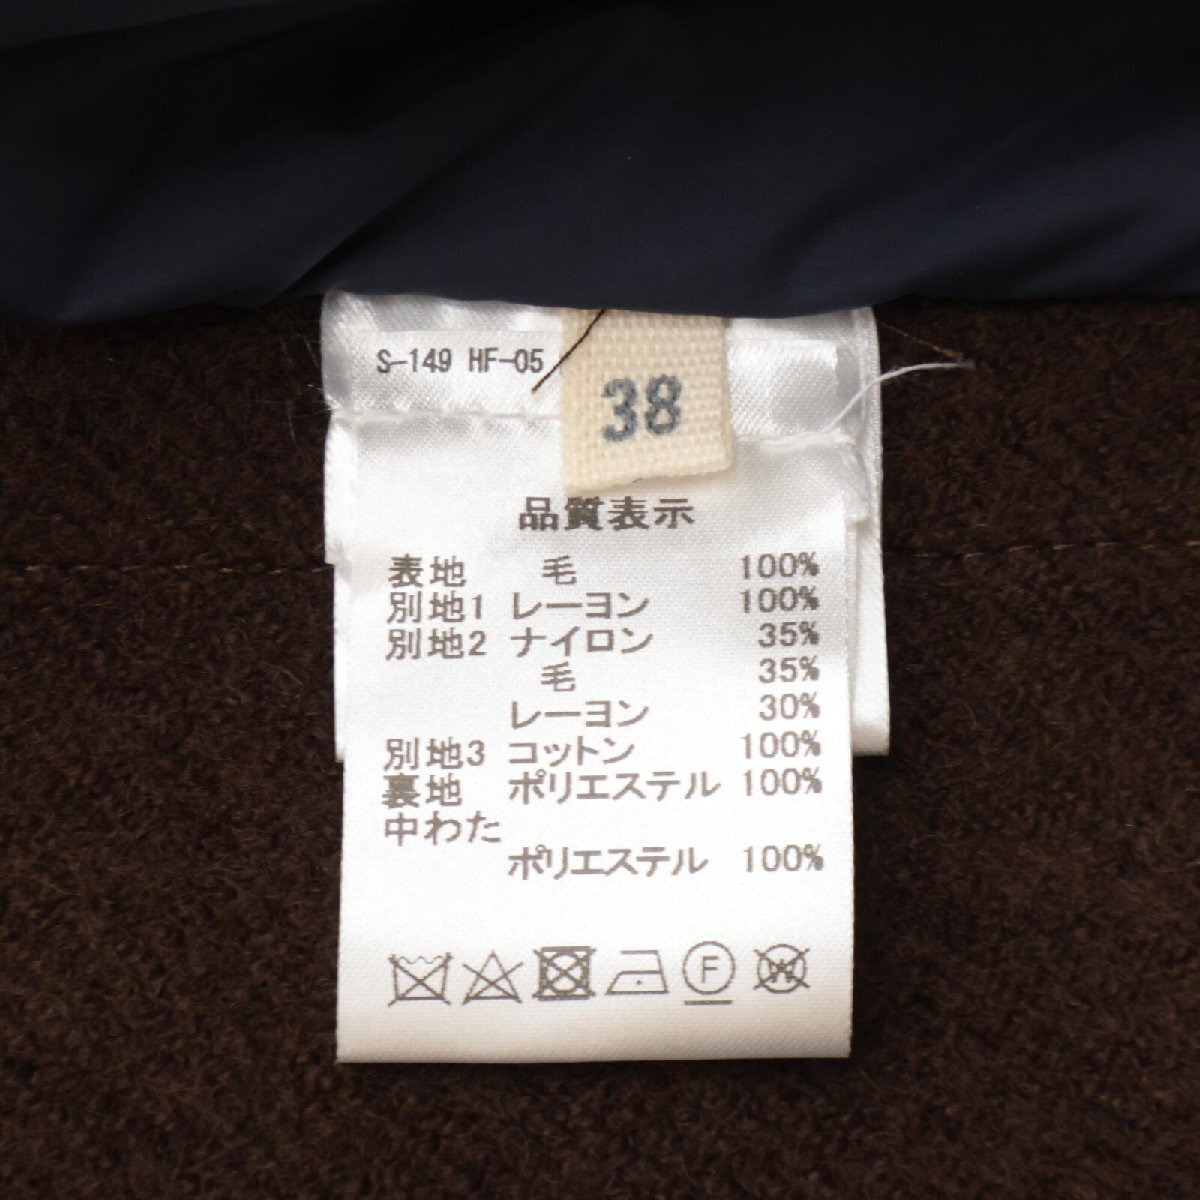 S-149 HF-05
38
品質表示
表地 毛 100%
別地1 レーヨン 100%
別地2 ナイロン 35%
毛 35%
レーヨン 30%
別地3 コットン 100%
裏地 ポリエステル 100%
中わた
ポリエステル 100%
F W